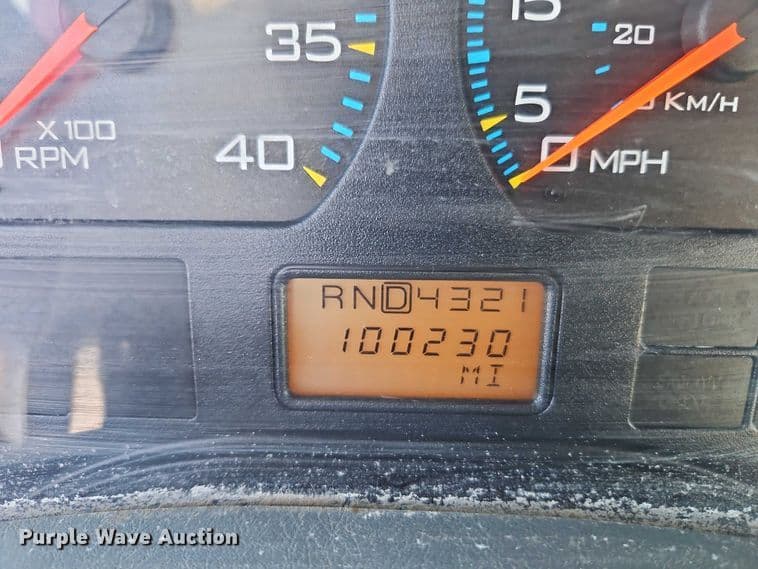 35
15
20
X 100
RPM
40
5
KM/H
0 MPH
RND4321
100230
MI
Purple Wave Auction